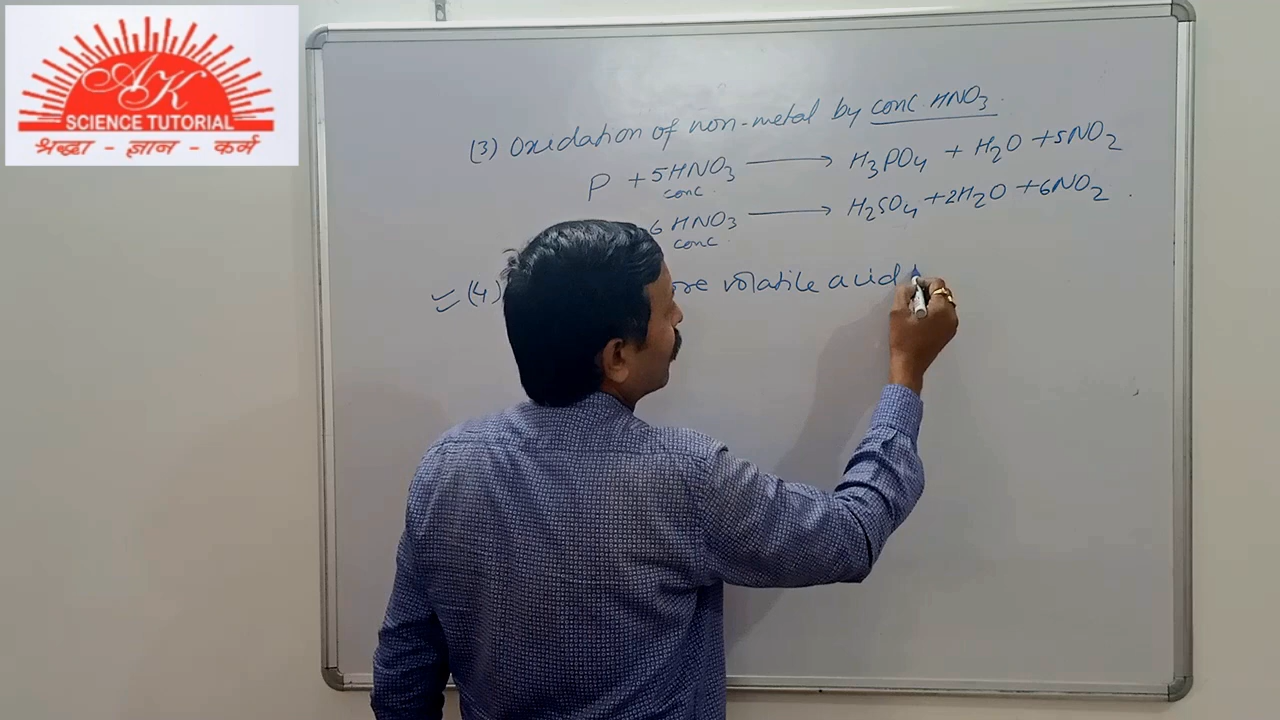 AK
SCIENCE TUTORIAL
श्रद्धा - ज्ञान - कर्म
(3) Oxidation of non-metal by conc. HNO₃.
P + 5HNO₃ ⟶ H₃PO₄ + H₂O + 5NO₂
conc.
6HNO₃ ⟶ H₂SO₄ + 2H₂O + 6NO₂.
conc.
(4) volatile acid